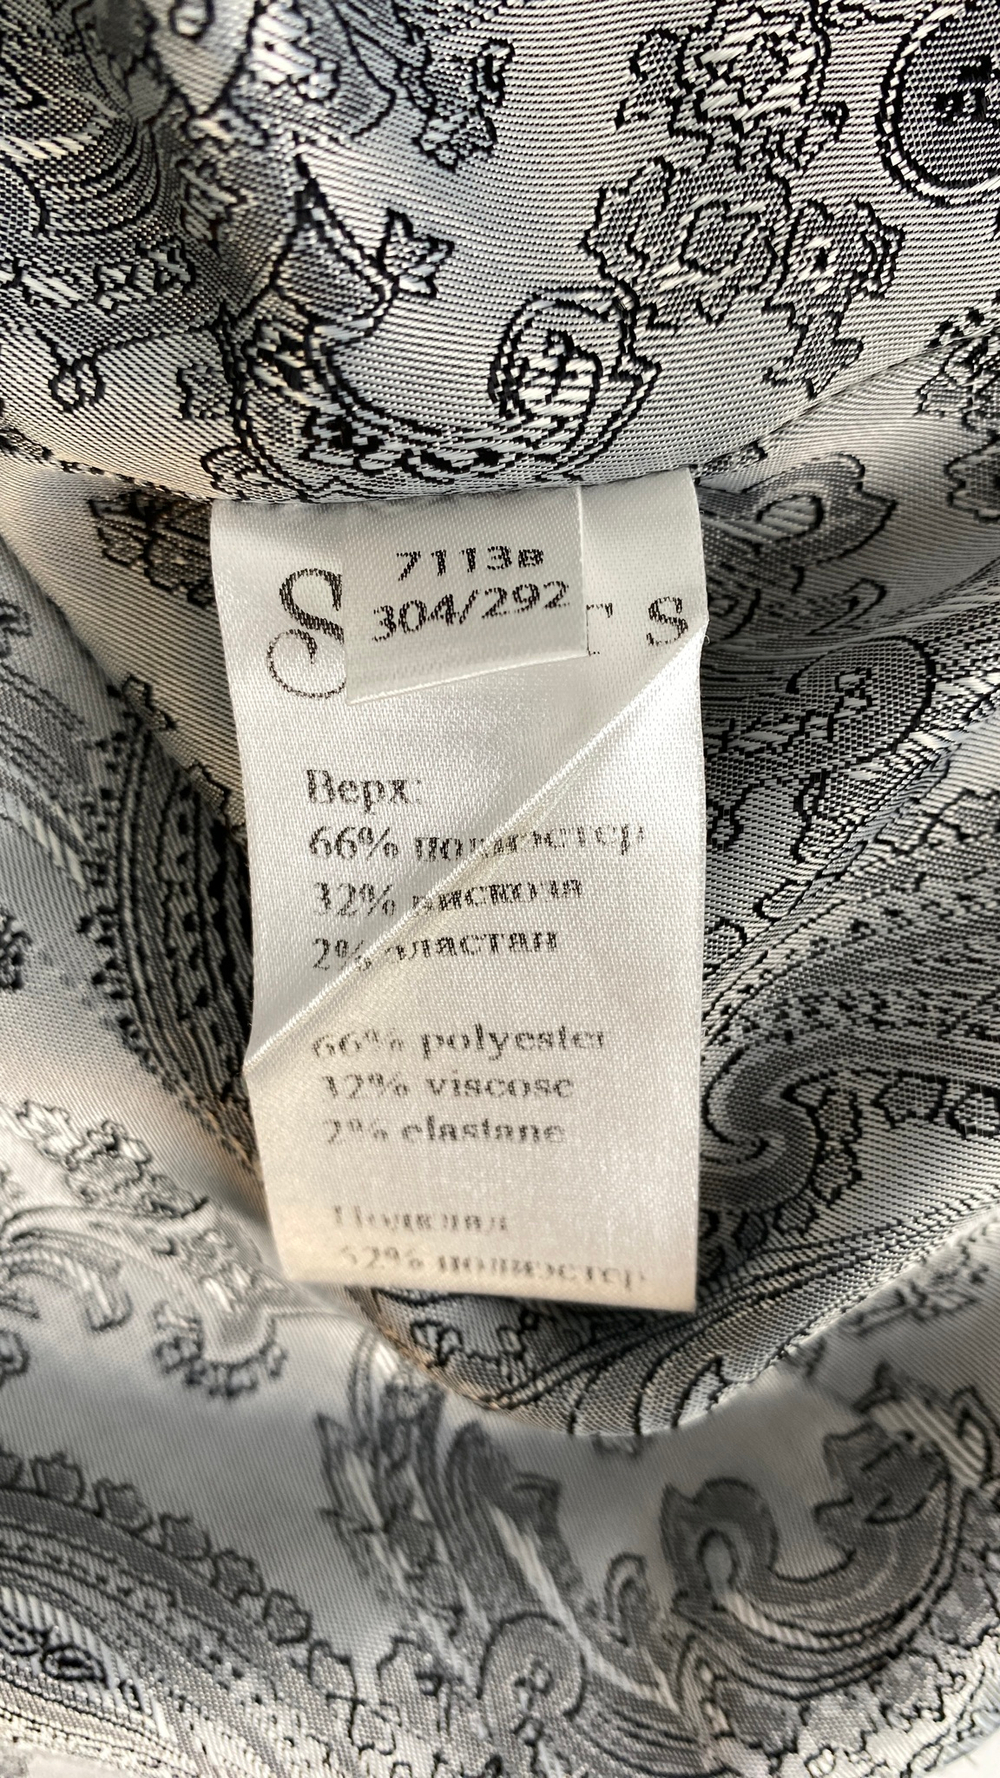 7113в
304/292
S т s
Верх:
66% полиэстер
32% вискоза
2% эластан
66% polyester
32% viscose
2% elastane
Подклад
52% полиэстер